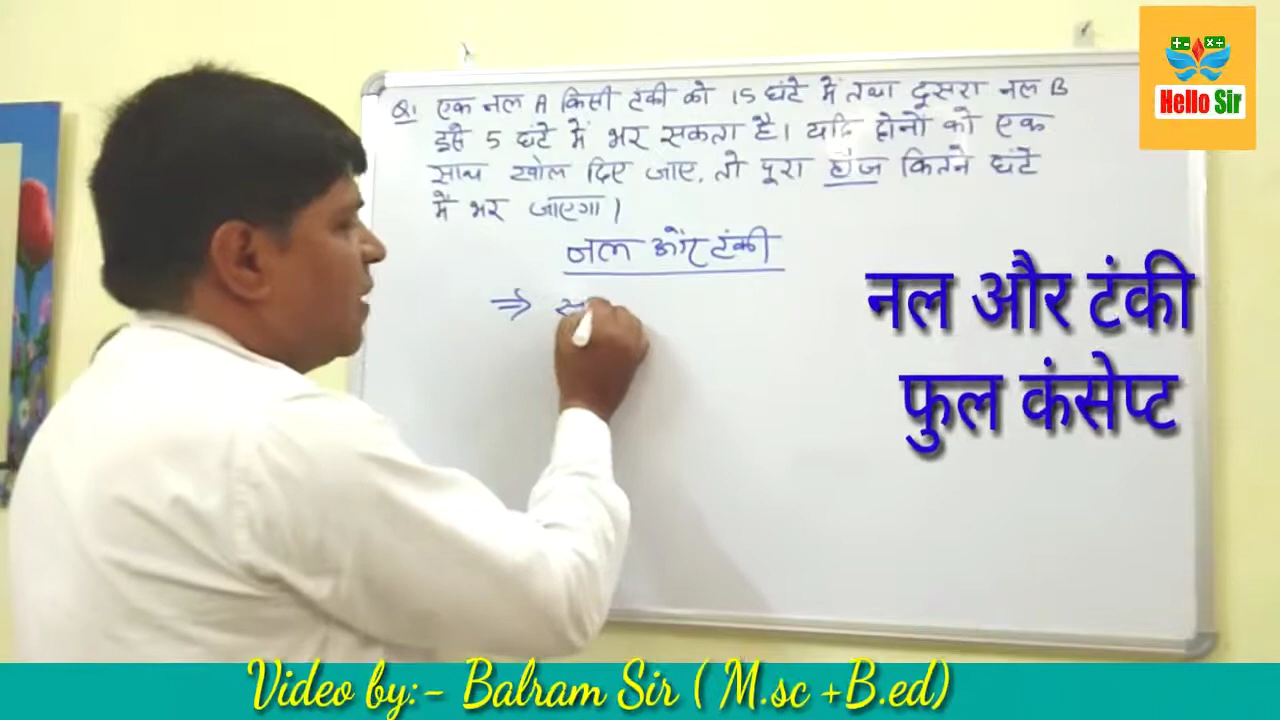 Q. एक नल A किसी टंकी को 15 घंटे में तथा दूसरा नल B
इसे 5 घंटे में भर सकता है। यदि दोनों को एक
साथ खोल दिए जाए, तो पूरा हौज कितने घंटे
में भर जाएगा।
नल और टंकी
⇒ स
नल और टंकी
फुल कंसेप्ट
+- ×÷
Hello Sir
Video by:- Balram Sir ( M.sc +B.ed)